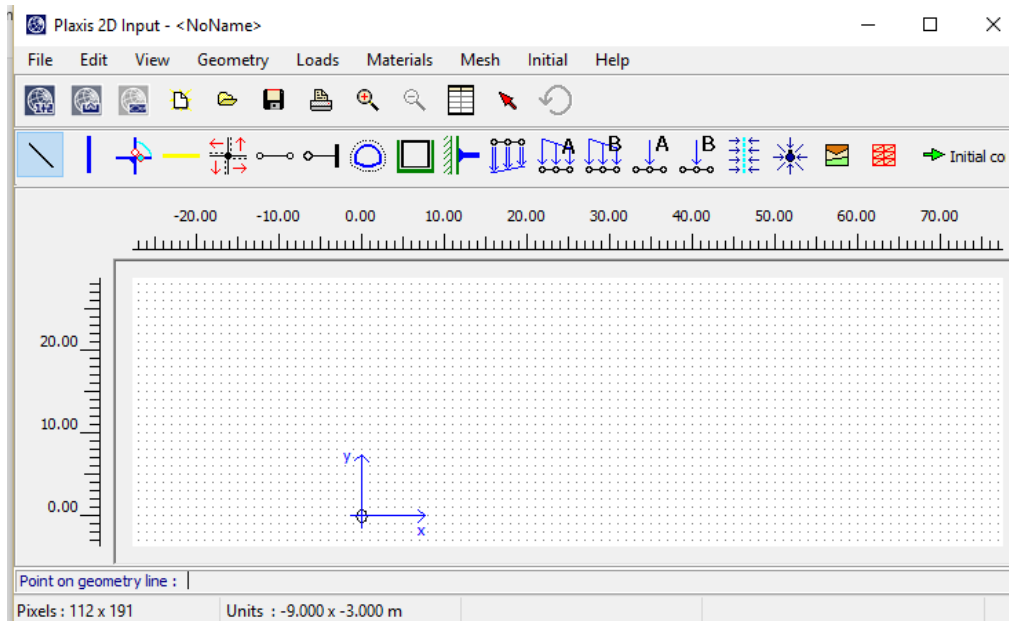 Plaxis 2D Input - <NoName>
File Edit View Geometry Loads Materials Mesh Initial Help
A B A B Initial co
-20.00 -10.00 0.00 10.00 20.00 30.00 40.00 50.00 60.00 70.00
20.00
10.00
y
0.00
x
Point on geometry line :
Pixels : 112 x 191 Units : -9.000 x -3.000 m